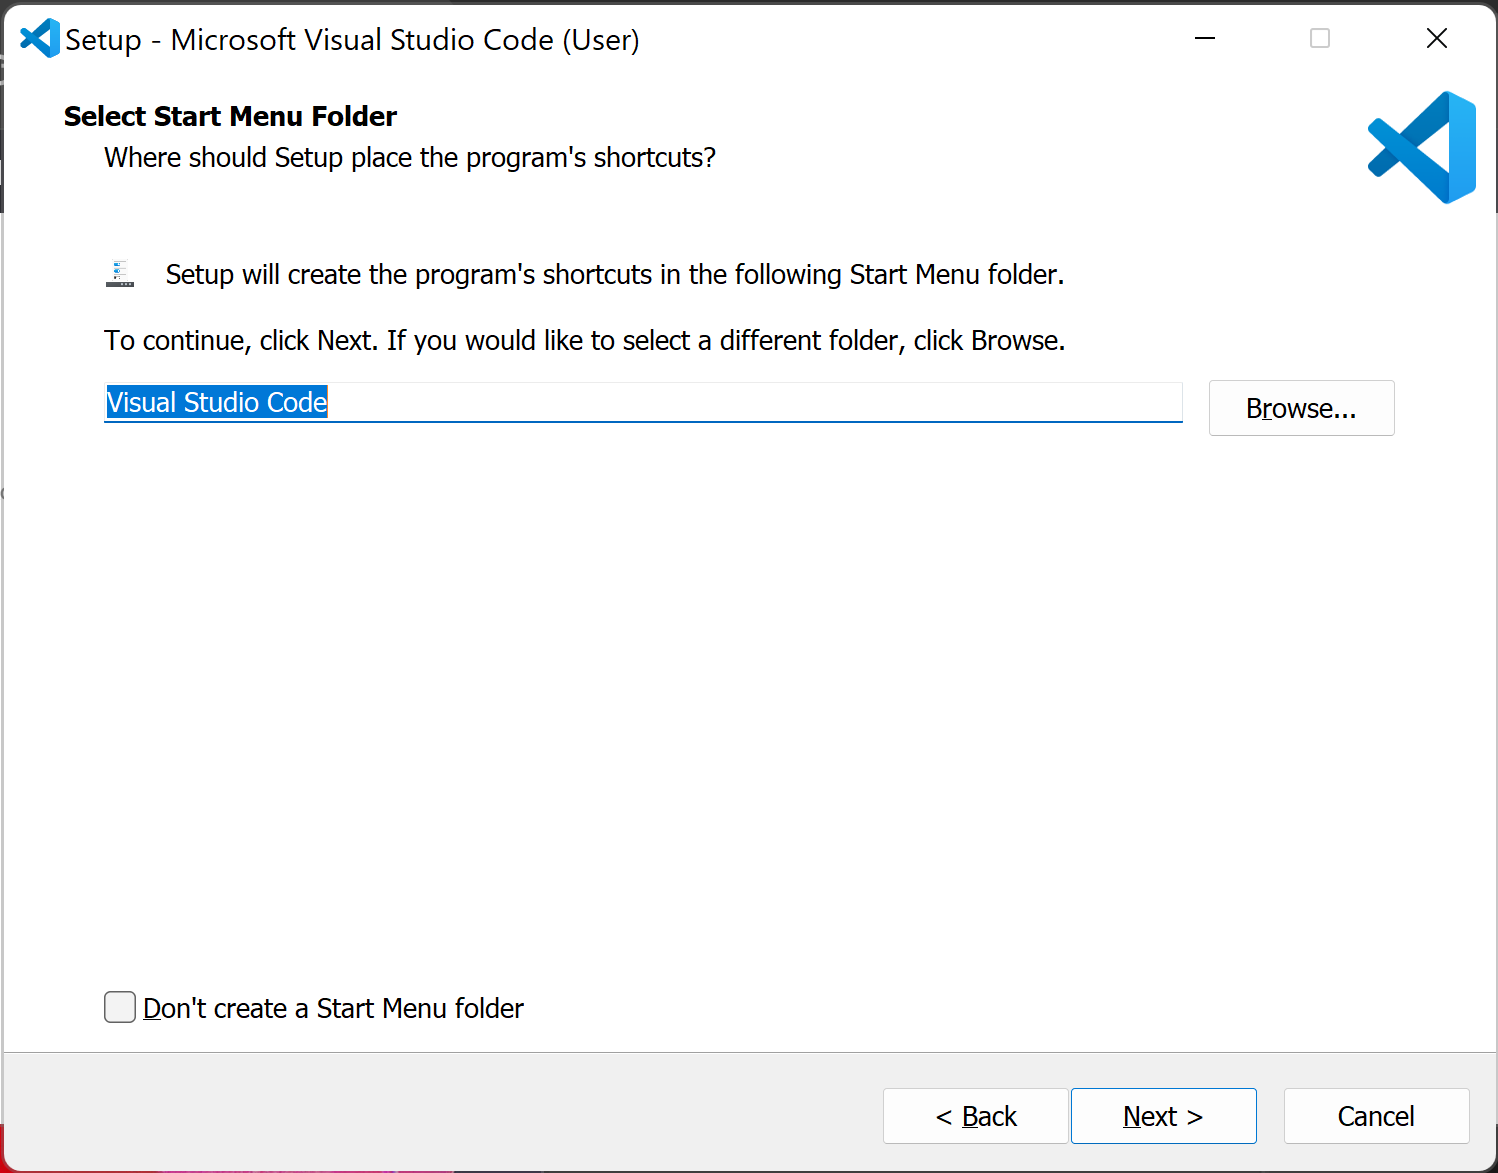 Setup - Microsoft Visual Studio Code (User)
Select Start Menu Folder
Where should Setup place the program's shortcuts?
Setup will create the program's shortcuts in the following Start Menu folder.
To continue, click Next. If you would like to select a different folder, click Browse.
Visual Studio Code
Browse...
Don't create a Start Menu folder
< Back
Next >
Cancel